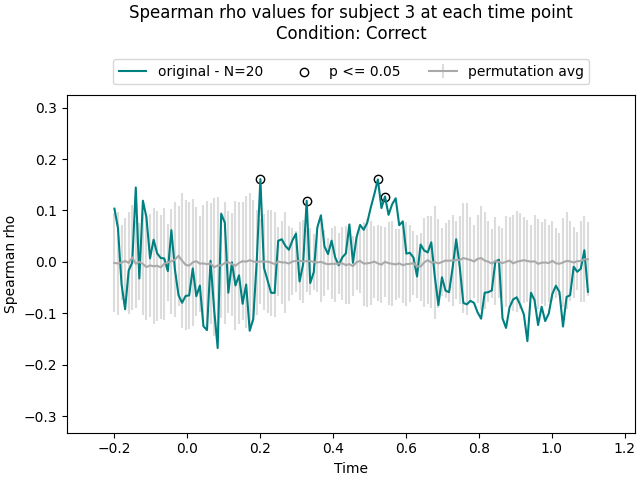 Spearman rho values for subject 3 at each time point
Condition: Correct
original - N=20
p <= 0.05
permutation avg
0.3
0.2
0.1
0.0
−0.1
−0.2
−0.3
Spearman rho
−0.2
0.0
0.2
0.4
0.6
0.8
1.0
1.2
Time